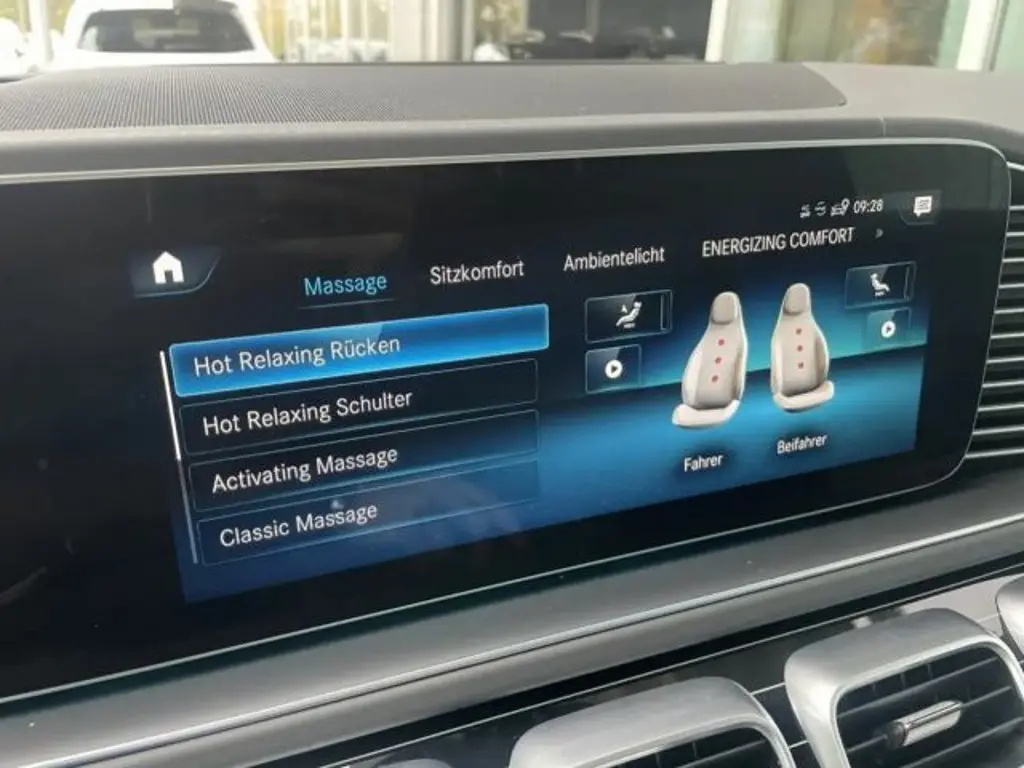 09:28
Massage
Sitzkomfort
Ambientelicht
ENERGIZING COMFORT
Hot Relaxing Rücken
Hot Relaxing Schulter
Activating Massage
Classic Massage
Fahrer
Beifahrer